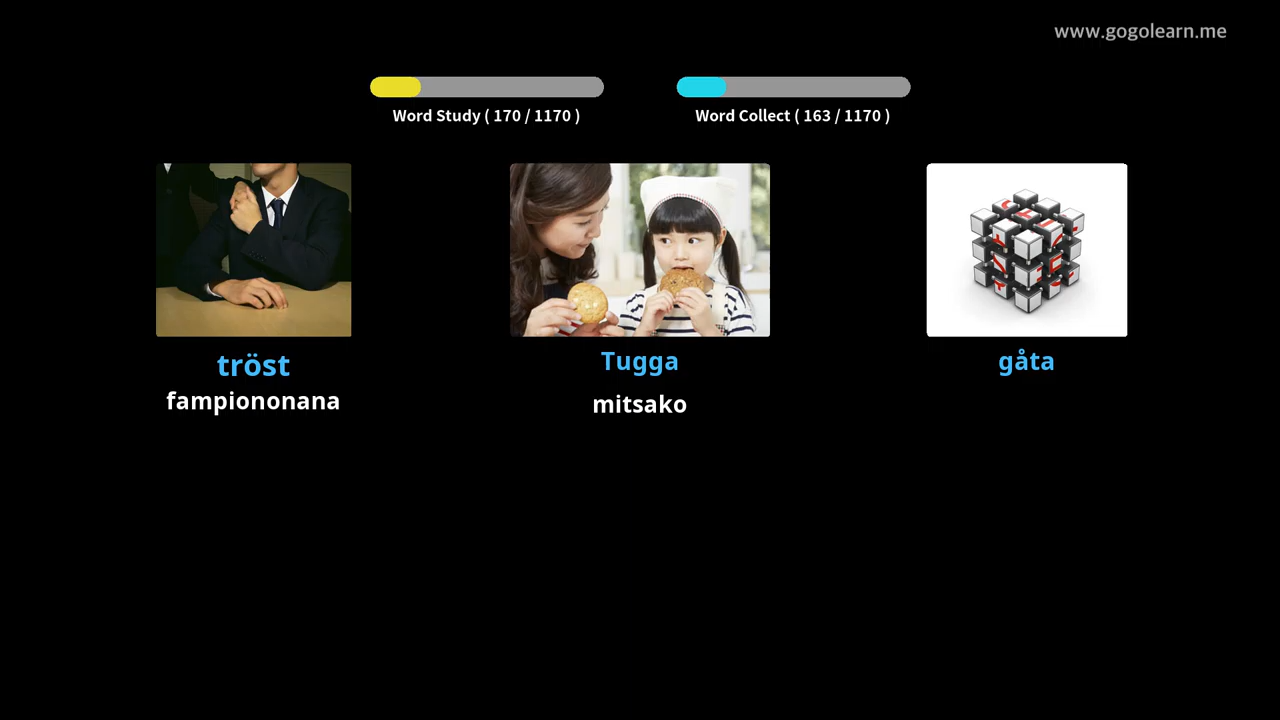 www.gogolearn.me
Word Study ( 170 / 1170 )
Word Collect ( 163 / 1170 )
tröst
fampiononana
Tugga
mitsako
gåta